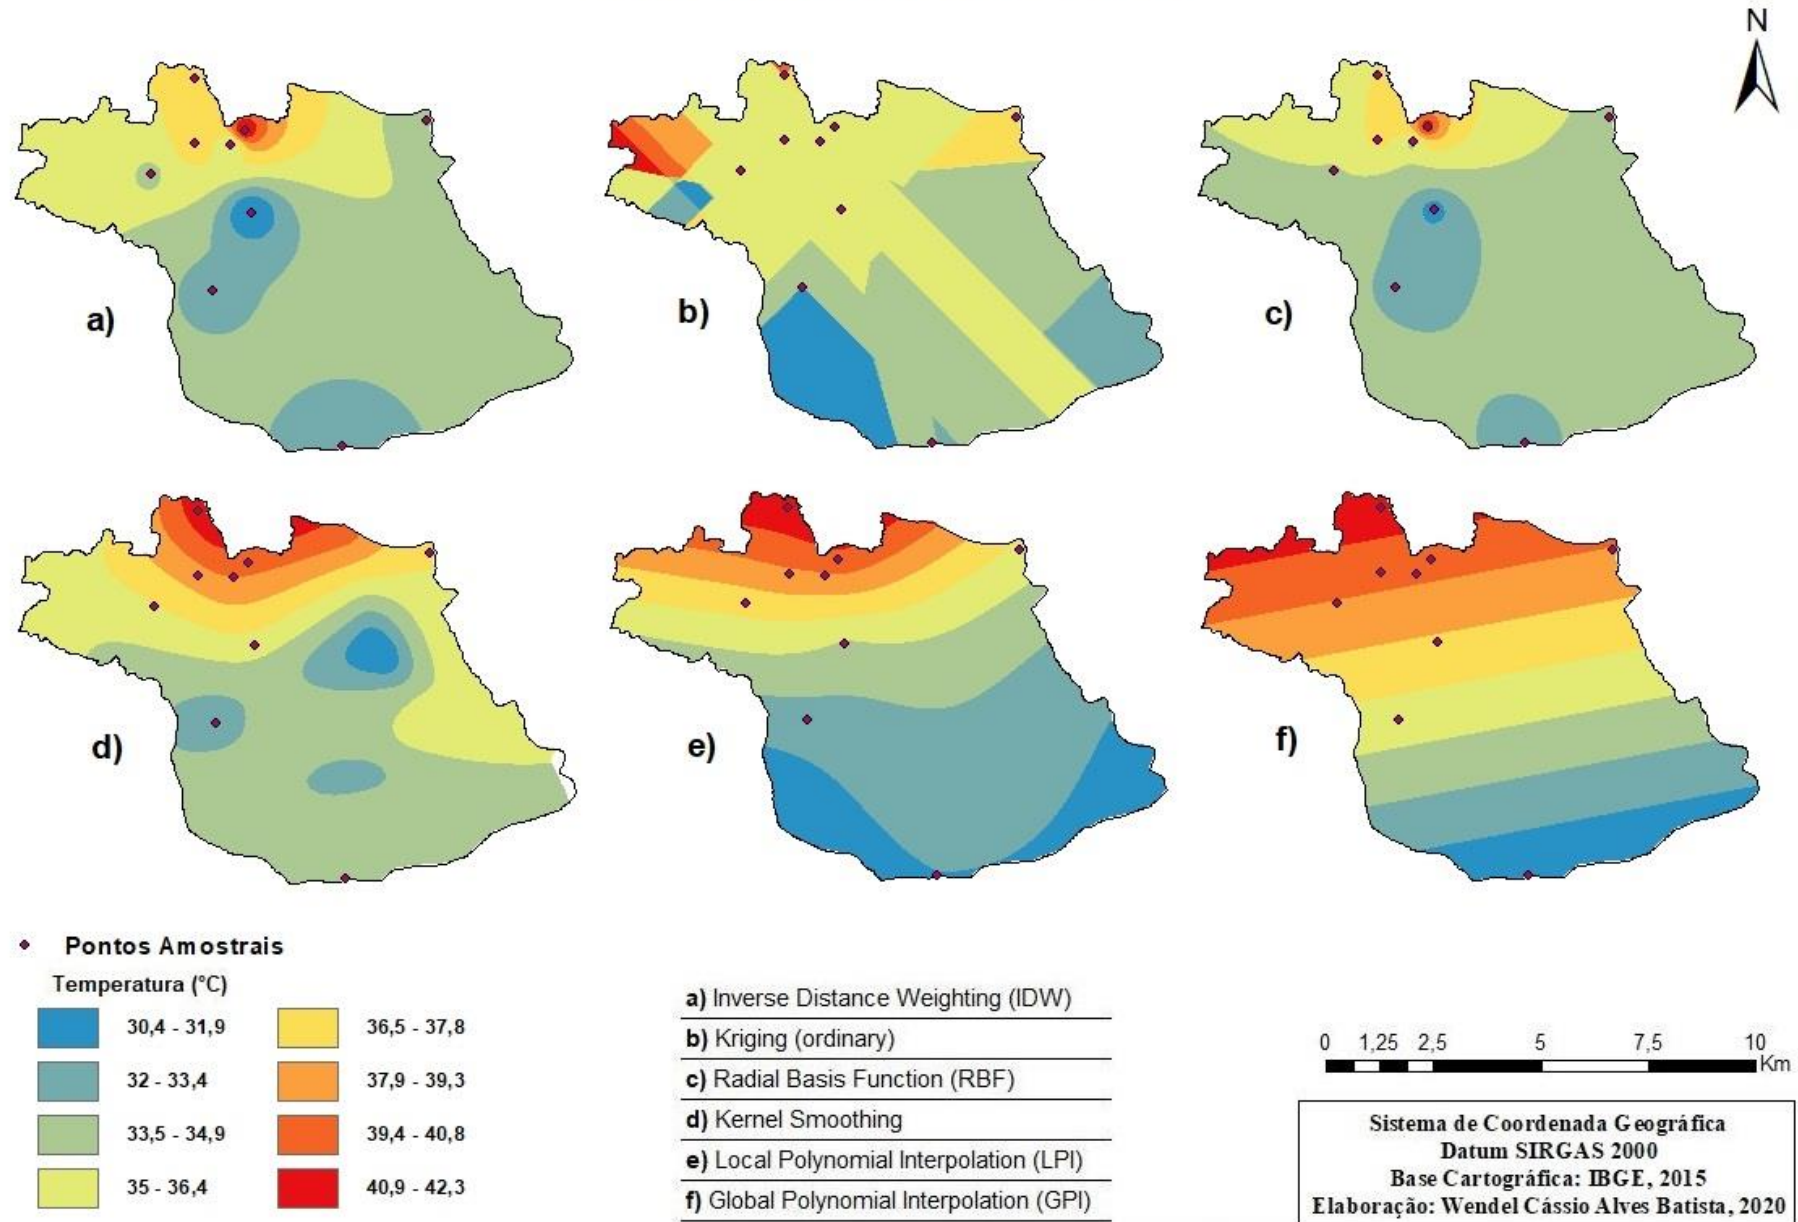 N
a)
b)
c)
d)
e)
f)
Pontos Amostrais
Temperatura (°C)
30,4 - 31,9
32 - 33,4
33,5 - 34,9
35 - 36,4
36,5 - 37,8
37,9 - 39,3
39,4 - 40,8
40,9 - 42,3
a) Inverse Distance Weighting (IDW)
b) Kriging (ordinary)
c) Radial Basis Function (RBF)
d) Kernel Smoothing
e) Local Polynomial Interpolation (LPI)
f) Global Polynomial Interpolation (GPI)
0 1,25 2,5 5 7,5 10
Km
Sistema de Coordenada Geográfica
Datum SIRGAS 2000
Base Cartográfica: IBGE, 2015
Elaboração: Wendel Cássio Alves Batista, 2020